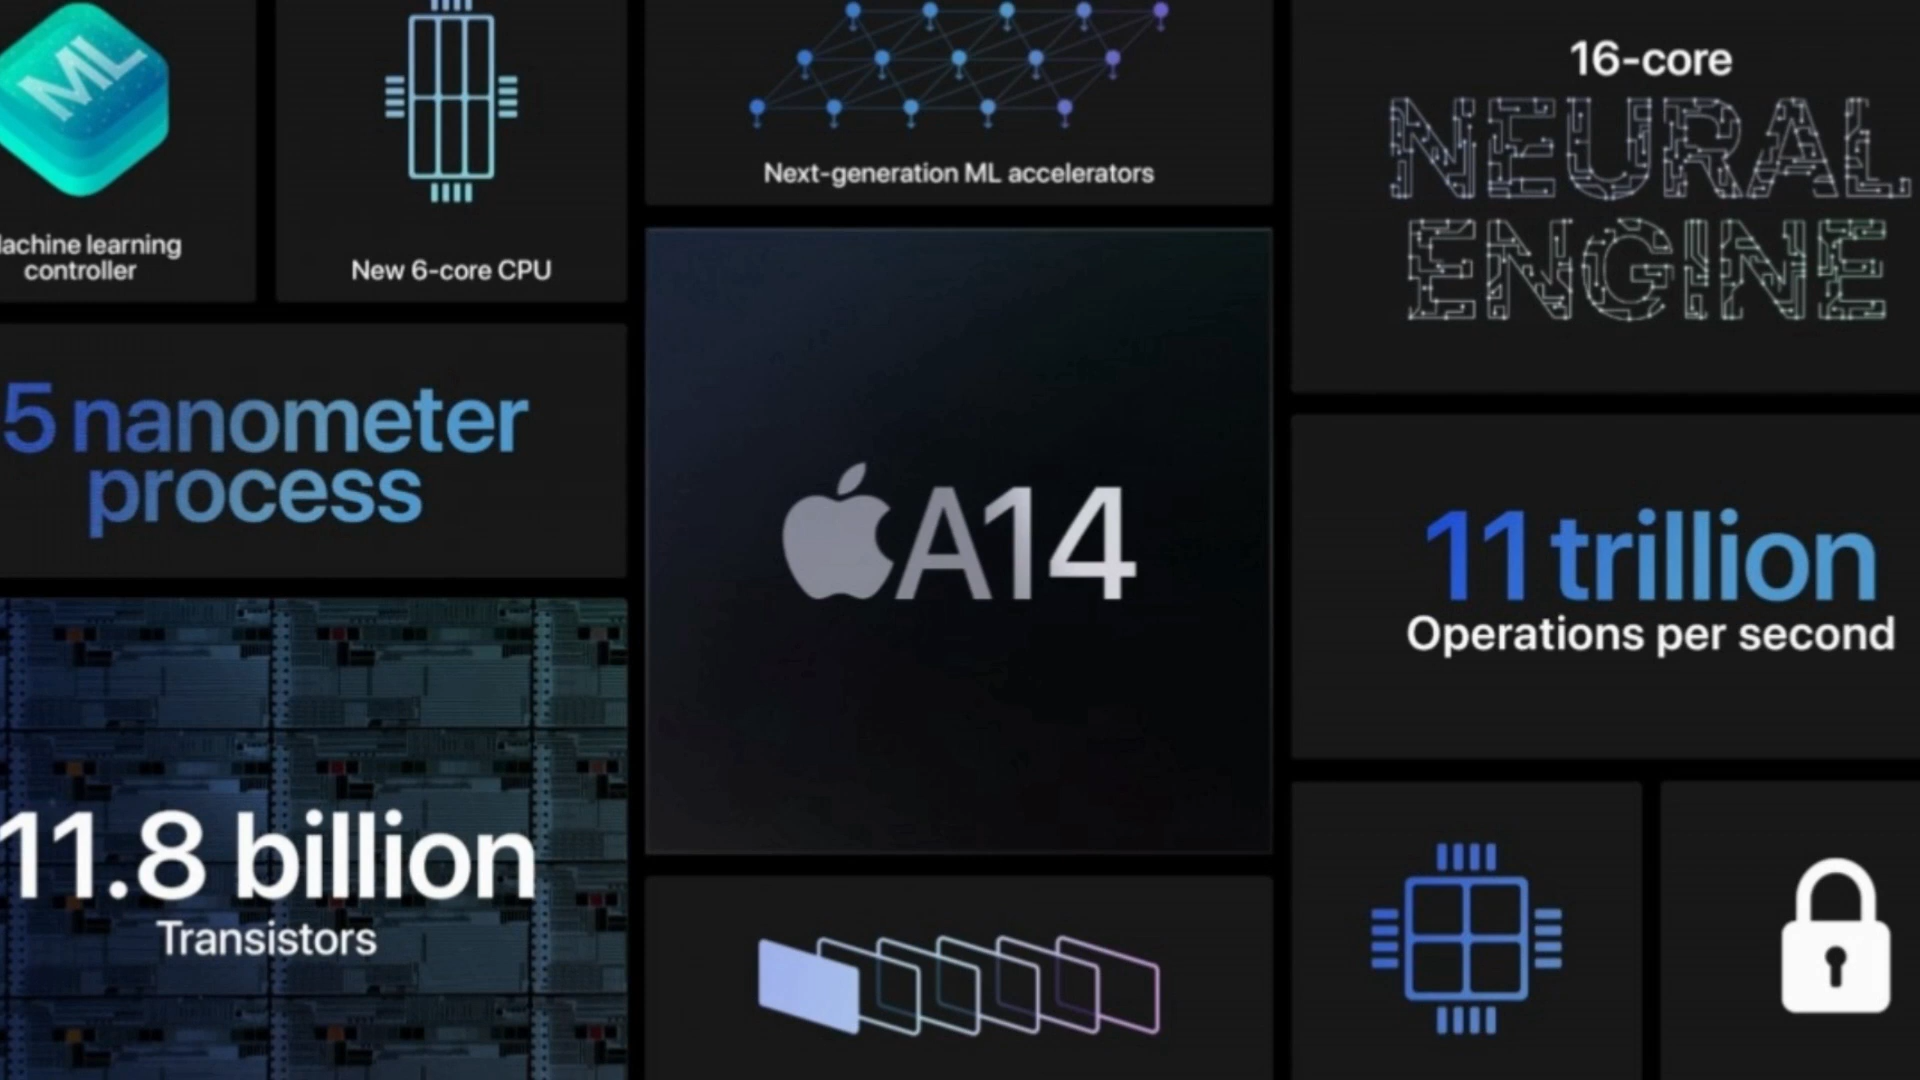 ML
achine learning
controller
New 6-core CPU
Next-generation ML accelerators
16-core
NEURAL
ENGINE
5 nanometer
process
A14
11 trillion
Operations per second
11.8 billion
Transistors